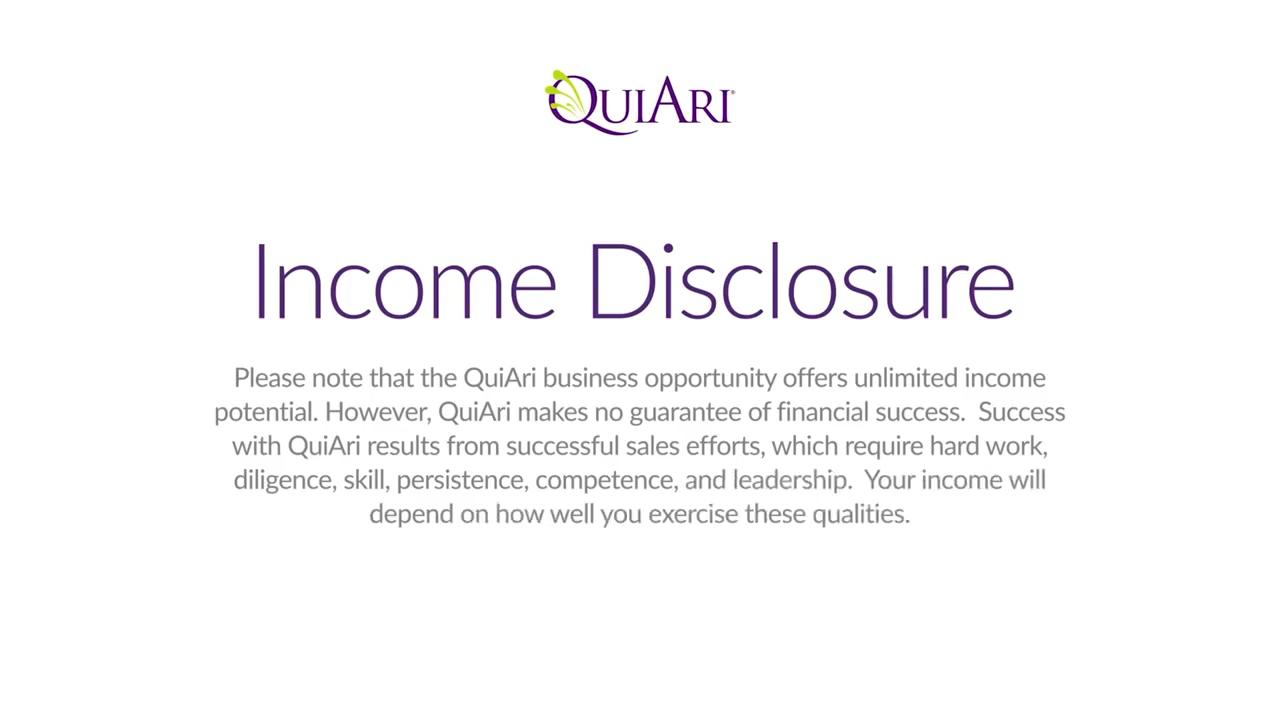 QUIARI®
Income Disclosure
Please note that the QuiAri business opportunity offers unlimited income
potential. However, QuiAri makes no guarantee of financial success.  Success
with QuiAri results from successful sales efforts, which require hard work,
diligence, skill, persistence, competence, and leadership.  Your income will
depend on how well you exercise these qualities.